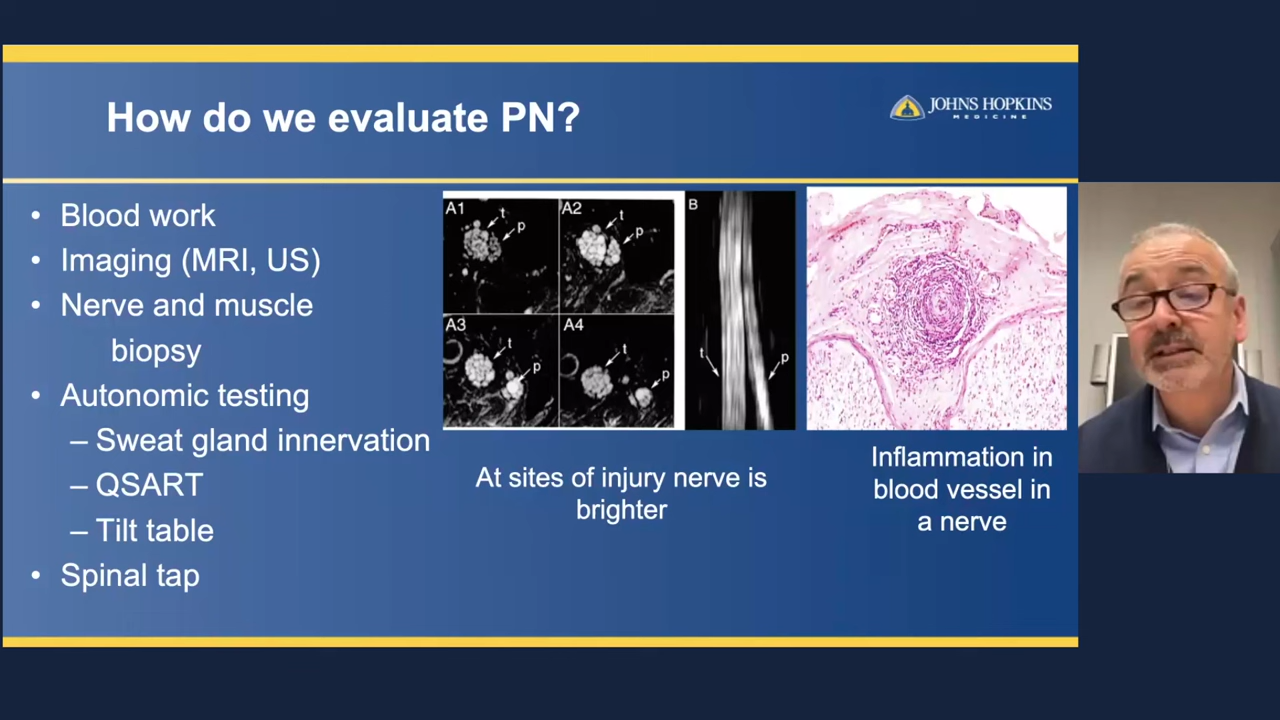 How do we evaluate PN?
JOHNS HOPKINS
MEDICINE
• Blood work
• Imaging (MRI, US)
• Nerve and muscle
biopsy
• Autonomic testing
– Sweat gland innervation
– QSART
– Tilt table
• Spinal tap
A1
t
p
A2
t
p
A3
t
p
A4
t
p
B
t
p
At sites of injury nerve is
brighter
Inflammation in
blood vessel in
a nerve